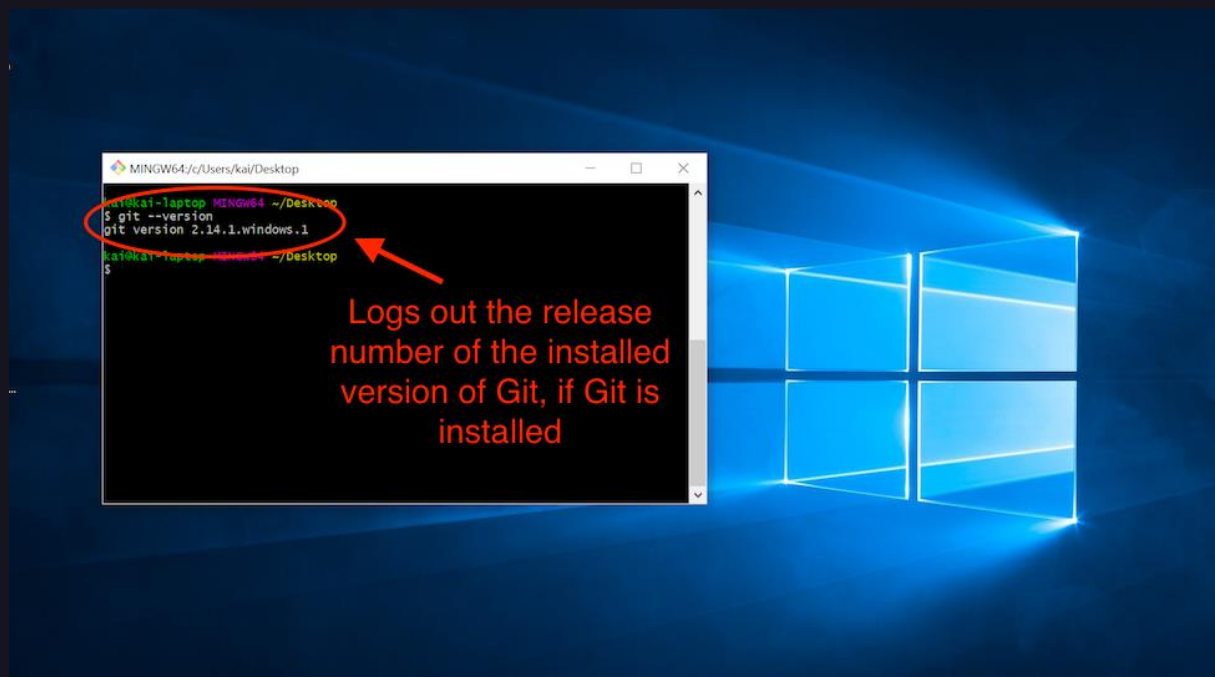 MINGW64:/c/Users/kai/Desktop
kai@kai-laptop MINGW64 ~/Desktop
$ git --version
git version 2.14.1.windows.1
kai@kai-laptop MINGW64 ~/Desktop
$
Logs out the release
number of the installed
version of Git, if Git is
installed